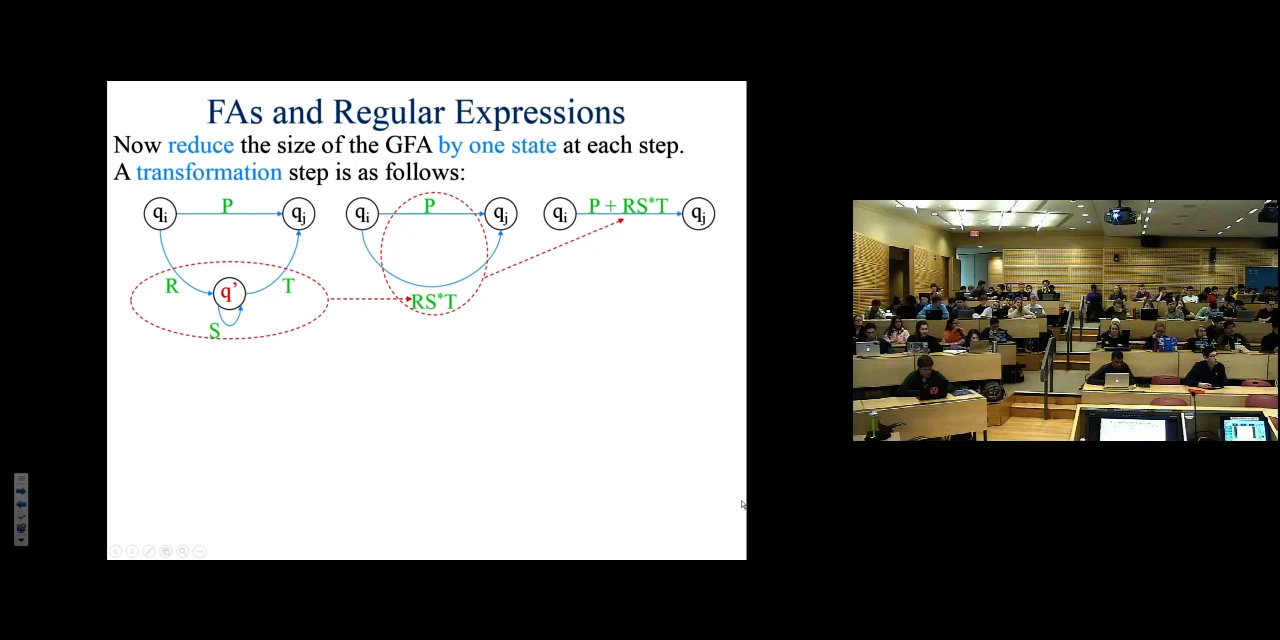 FAs and Regular Expressions
Now reduce the size of the GFA by one state at each step.
A transformation step is as follows:
qi P qj
qi P qj
qi P + RS*T qj
R q’ T
S
RS*T